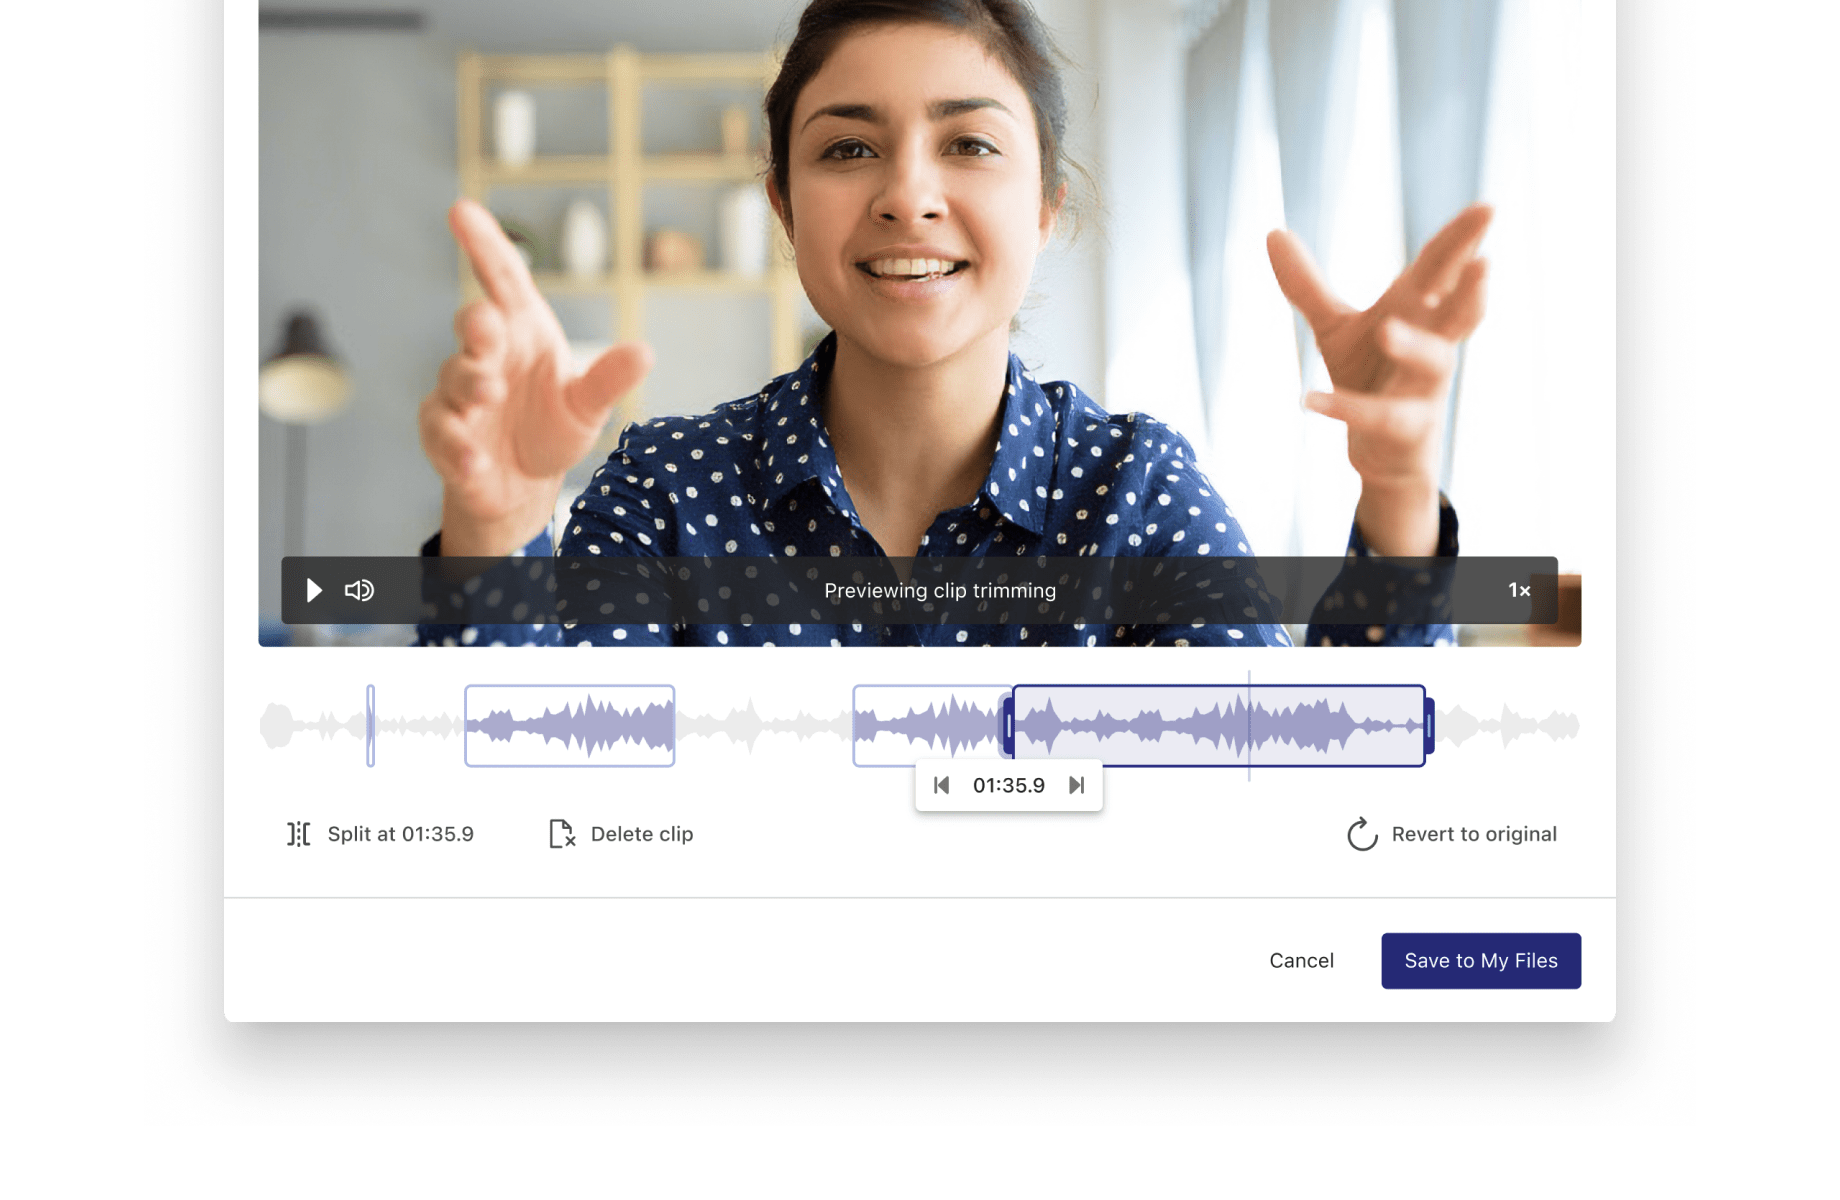 Previewing clip trimming
1×
01:35.9
Split at 01:35.9
Delete clip
Revert to original
Cancel
Save to My Files